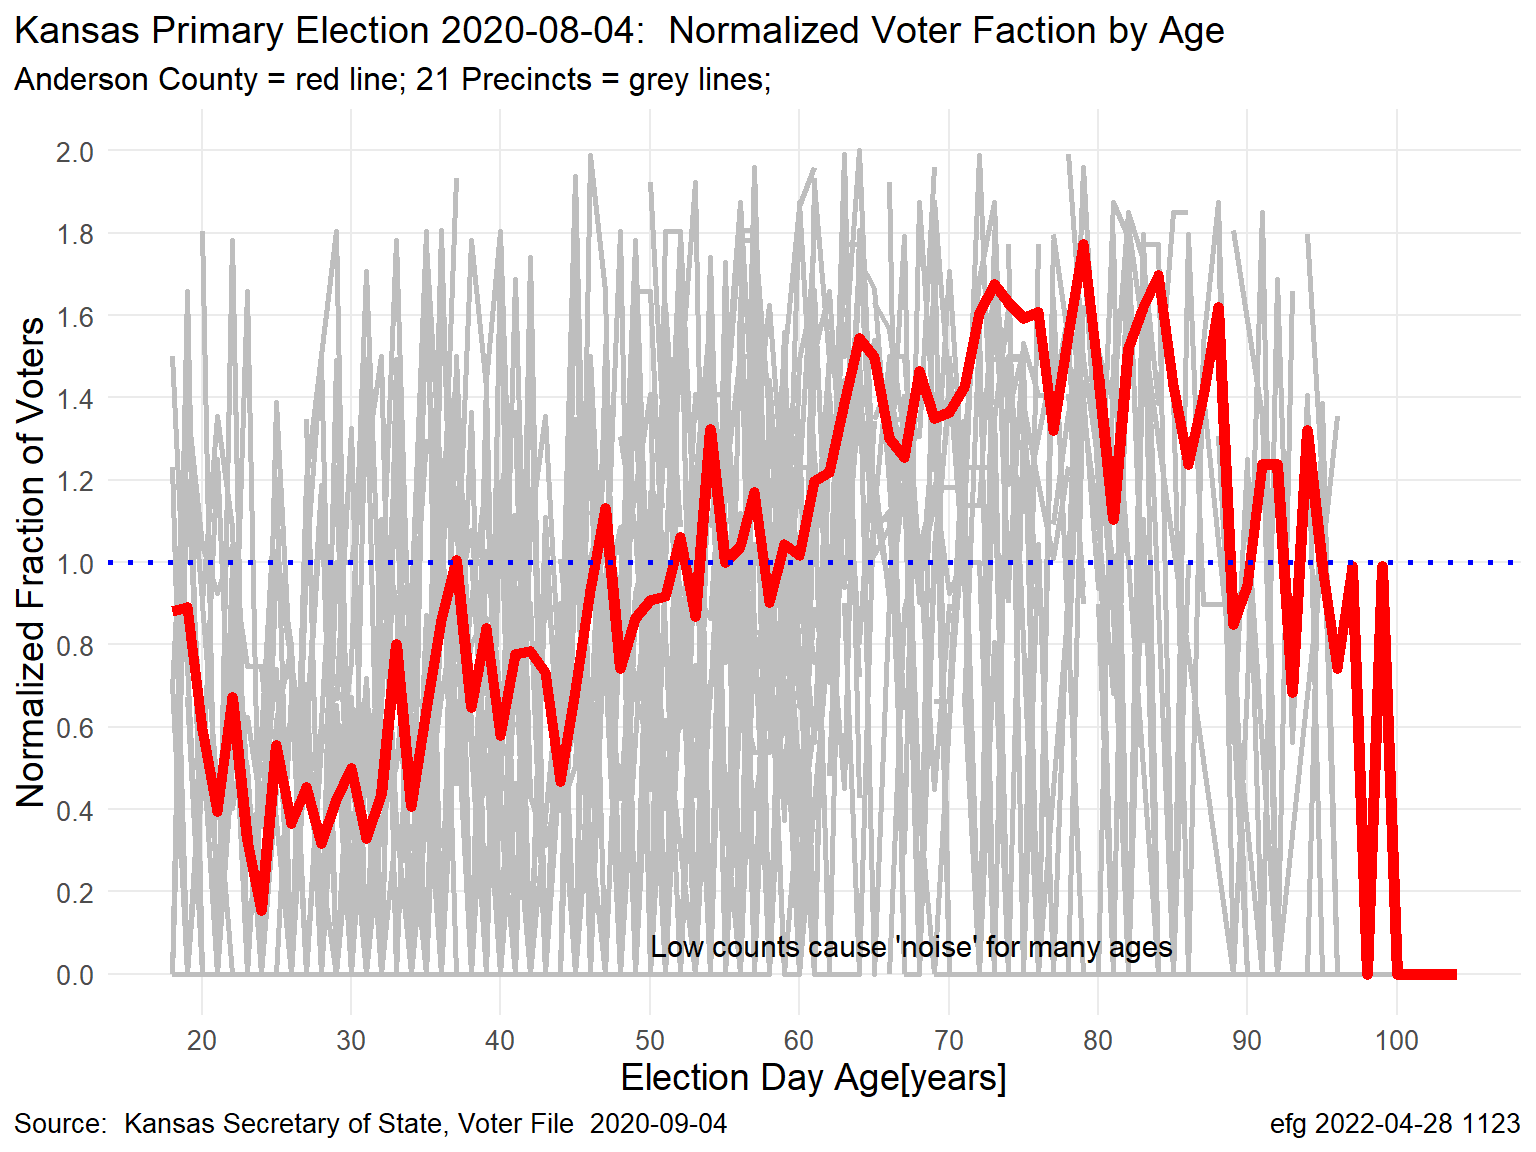 Kansas Primary Election 2020-08-04:  Normalized Voter Faction by Age
Anderson County = red line; 21 Precincts = grey lines;
Normalized Fraction of Voters
2.0
1.8
1.6
1.4
1.2
1.0
0.8
0.6
0.4
0.2
0.0
Low counts cause 'noise' for many ages
20 30 40 50 60 70 80 90 100
Election Day Age[years]
Source:  Kansas Secretary of State, Voter File  2020-09-04
efg 2022-04-28 1123